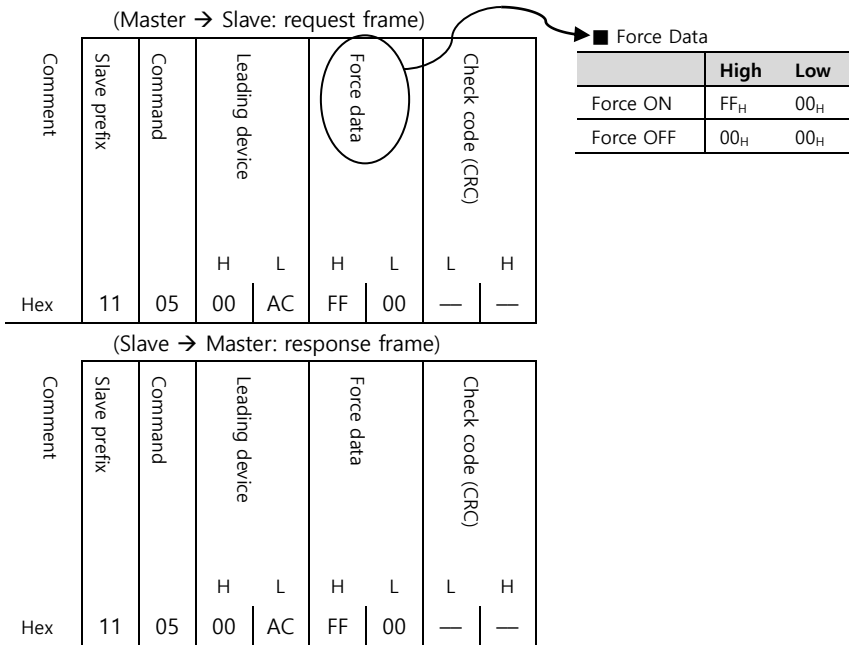 (Master → Slave: request frame)
Comment
Slave prefix
Command
Leading device
Force data
Check code (CRC)
H L H L L H
Hex 11 05 00 AC FF 00 — —
■ Force Data
High Low
Force ON FFH 00H
Force OFF 00H 00H
(Slave → Master: response frame)
Comment
Slave prefix
Command
Leading device
Force data
Check code (CRC)
H L H L L H
Hex 11 05 00 AC FF 00 — —